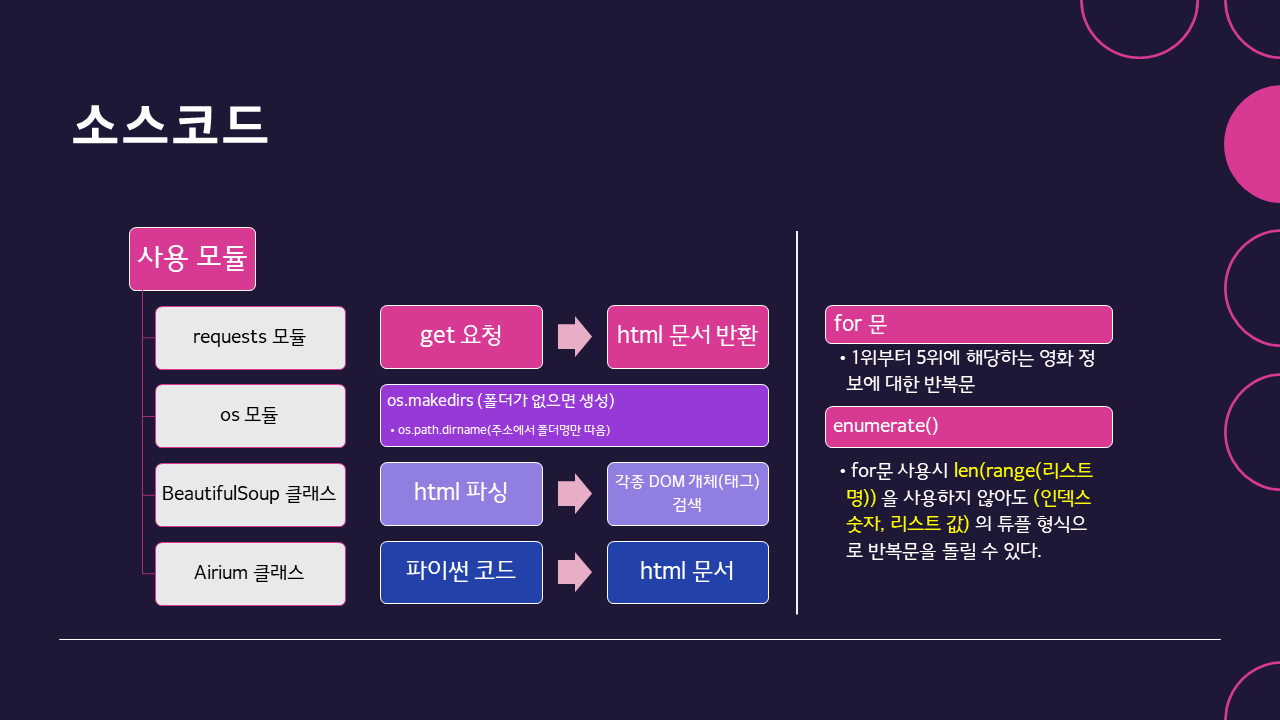 소스코드
사용 모듈
requests 모듈
get 요청
html 문서 반환
os 모듈
os.makedirs (폴더가 없으면 생성)
• os.path.dirname(주소에서 폴더명만 따옴)
BeautifulSoup 클래스
html 파싱
각종 DOM 개체(태그)
검색
Airium 클래스
파이썬 코드
html 문서
for 문
• 1위부터 5위에 해당하는 영화 정
보에 대한 반복문
enumerate()
• for문 사용시 len(range(리스트
명)) 을 사용하지 않아도 (인덱스
숫자, 리스트 값) 의 튜플 형식으
로 반복문을 돌릴 수 있다.